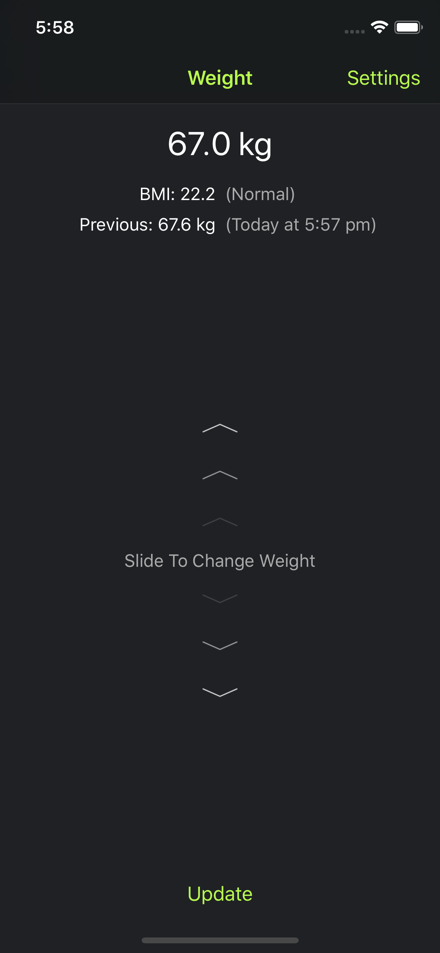 5:58
Weight
Settings
67.0 kg
BMI: 22.2 (Normal)
Previous: 67.6 kg (Today at 5:57 pm)
Slide To Change Weight
Update